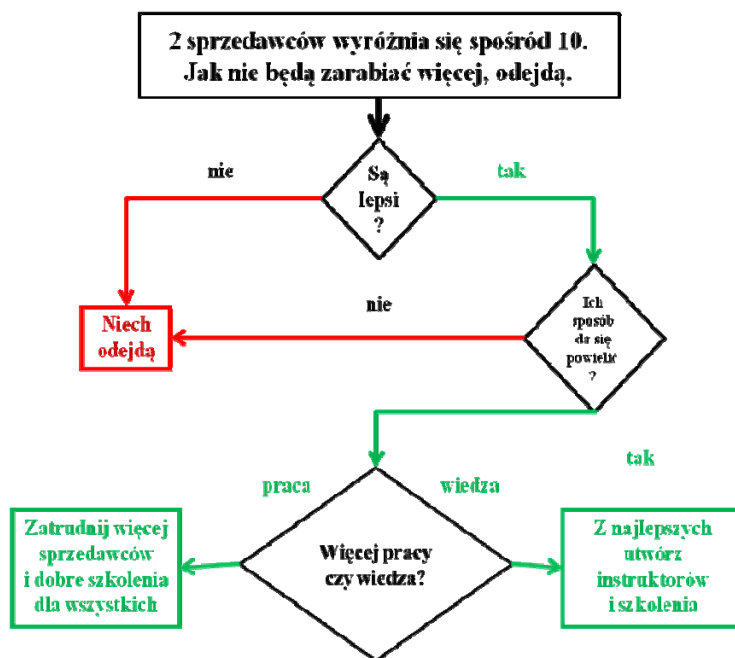 2 sprzedawców wyróżnia się spośród 10.
Jak nie będą zarabiać więcej, odejdą.
nie
Są
lepsi
?
tak
Niech
odejdą
nie
Ich
sposób
da się
powielić
?
tak
praca
wiedza
Zatrudnij więcej
sprzedawców
i dobre szkolenia
dla wszystkich
Więcej pracy
czy wiedza?
Z najlepszych
utwórz
instruktorów
i szkolenia